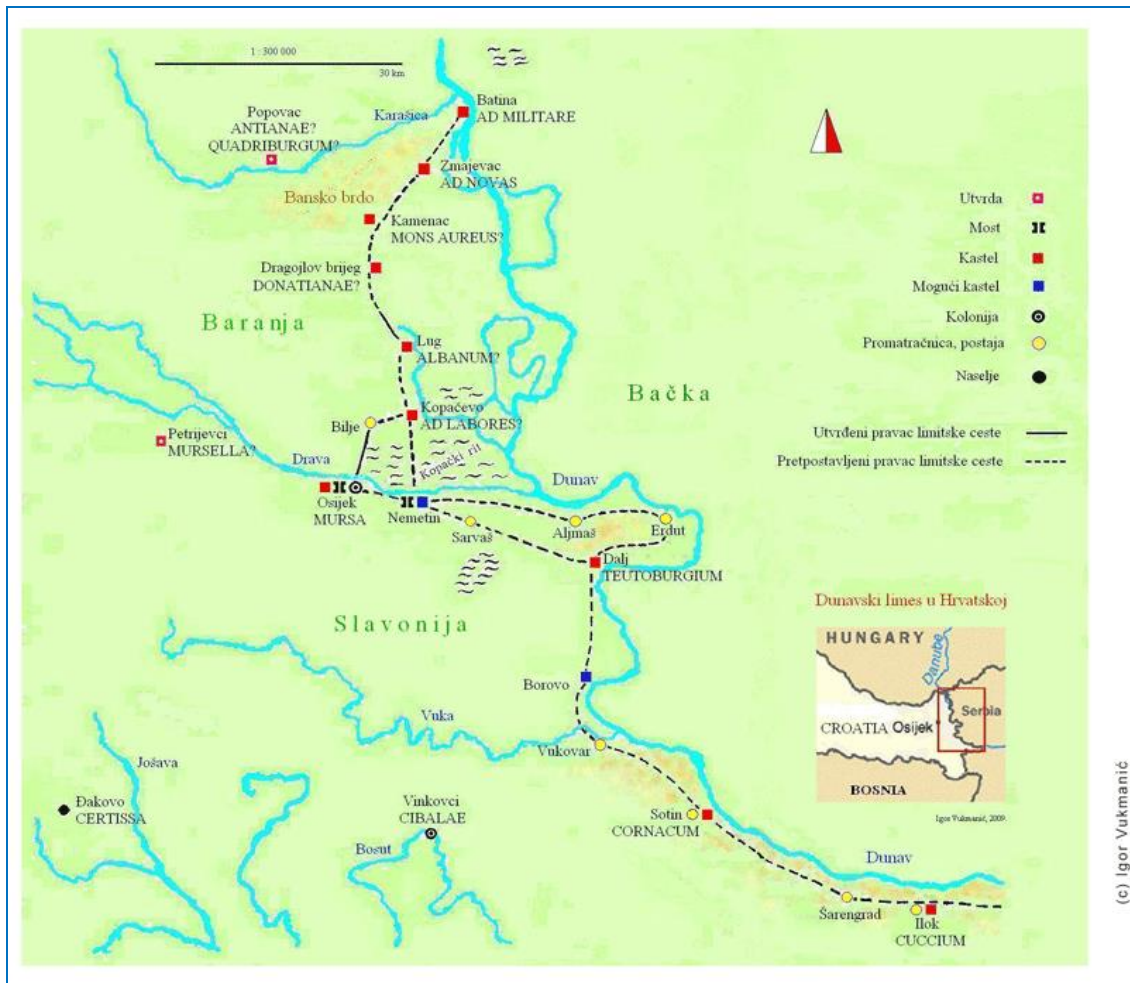 1 : 300 000
30 km
Popovac
ANTIANAE?
QUADRIBURGUM?
Karašica
Batina
AD MILITARE
Zmajevac
AD NOVAS
Bansko brdo
Kamenac
MONS AUREUS?
Dragojlov brijeg
DONATIANAE?
Baranja
Lug
ALBANUM?
Bačka
Kopačevo
AD LABORES?
Bilje
Petrijevci
MURSELLA?
Drava
Kopački rit
Dunav
Osijek
MURSA
Nemetin
Sarvaš
Aljmaš
Erdut
Dalj
TEUTOBURGIUM
Slavonija
Borovo
Vuka
Vukovar
Jošava
Đakovo
CERTISSA
Vinkovci
CIBALAE
Bosut
Sotin
CORNACUM
Dunav
Šarengrad
Ilok
CUCCIUM
Utvrda
Most
Kastel
Mogući kastel
Kolonija
Promatračnica, postaja
Naselje
Utvrđeni pravac limitske ceste
Pretpostavljeni pravac limitske ceste
Dunavski limes u Hrvatskoj
HUNGARY
Danube
Serbia
CROATIA Osijek
BOSNIA
Igor Vukmanić, 2009.
(c) Igor Vukmanić